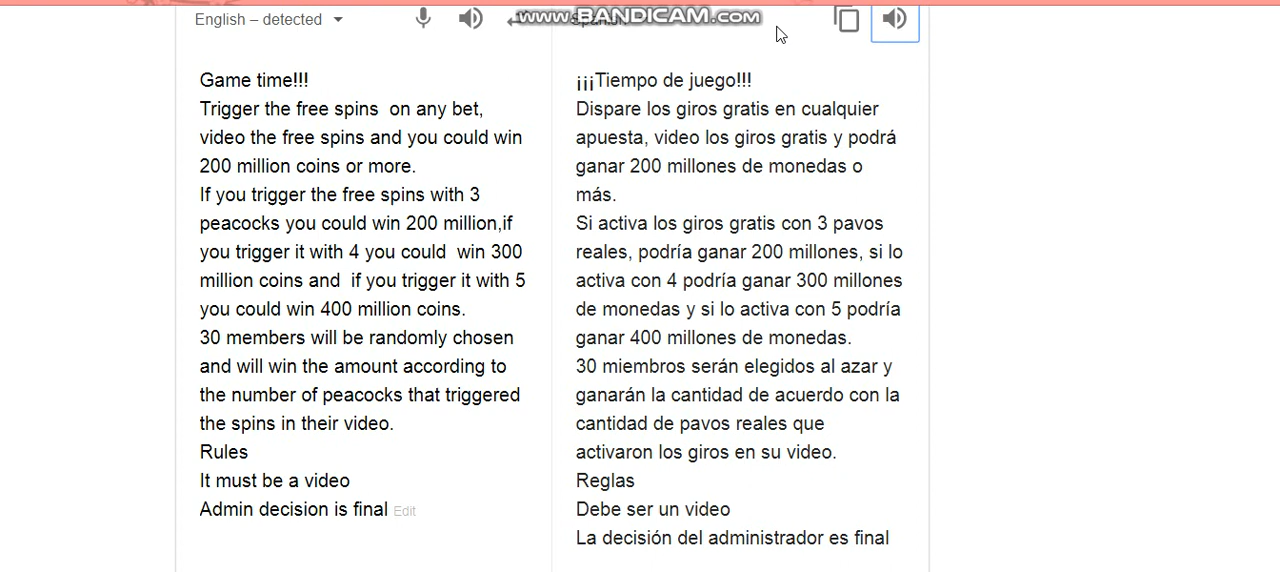 English – detected
www.BANDICAM.com
Spanish
Game time!!!
Trigger the free spins  on any bet,
video the free spins and you could win
200 million coins or more.
If you trigger the free spins with 3
peacocks you could win 200 million,if
you trigger it with 4 you could  win 300
million coins and  if you trigger it with 5
you could win 400 million coins.
30 members will be randomly chosen
and will win the amount according to
the number of peacocks that triggered
the spins in their video.
Rules
It must be a video
Admin decision is final Edit
¡¡¡Tiempo de juego!!!
Dispare los giros gratis en cualquier
apuesta, video los giros gratis y podrá
ganar 200 millones de monedas o
más.
Si activa los giros gratis con 3 pavos
reales, podría ganar 200 millones, si lo
activa con 4 podría ganar 300 millones
de monedas y si lo activa con 5 podría
ganar 400 millones de monedas.
30 miembros serán elegidos al azar y
ganarán la cantidad de acuerdo con la
cantidad de pavos reales que
activaron los giros en su video.
Reglas
Debe ser un video
La decisión del administrador es final